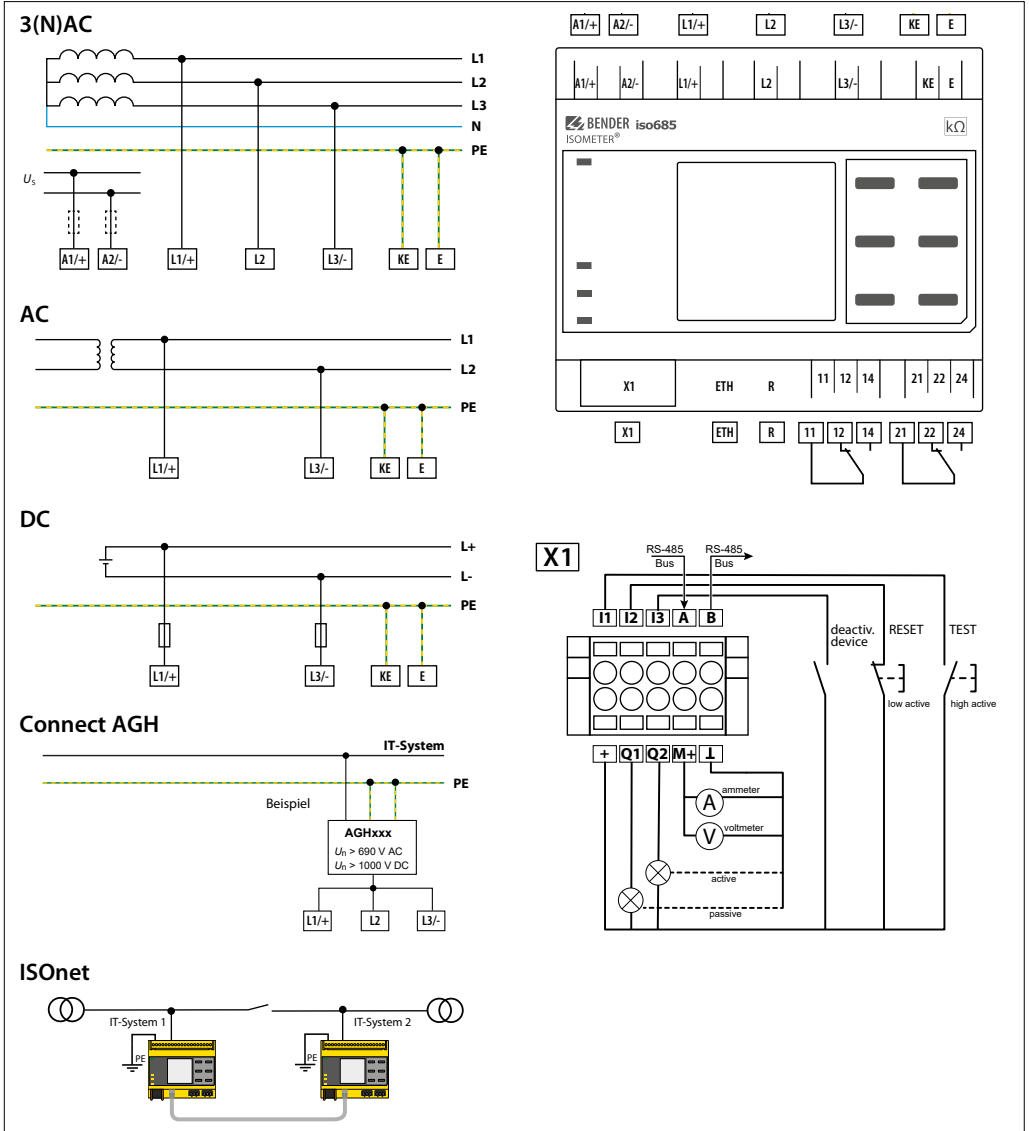 3(N)AC
L1
L2
L3
N
PE
Us
A1/+ A2/- L1/+ L2 L3/- KE E
AC
L1
L2
PE
L1/+ L3/- KE E
DC
L+
L-
PE
L1/+ L3/- KE E
Connect AGH
IT-System
PE
Beispiel
AGHxxx
Un > 690 V AC
Un > 1000 V DC
L1/+ L2 L3/-
ISOnet
IT-System 1 IT-System 2
PE PE
A1/+ A2/- L1/+ L2 L3/- KE E
A1/+ A2/- L1/+ L2 L3/- KE E
BENDER iso685 kΩ
ISOMETER®
X1 ETH R 11 12 14 21 22 24
X1 ETH R 11 12 14 21 22 24
X1
RS-485 Bus
RS-485 Bus
I1 I2 I3 A B
deactiv. device
RESET
TEST
low active
high active
+ Q1 Q2 M+ ⊥
A ammeter
V voltmeter
active
passive